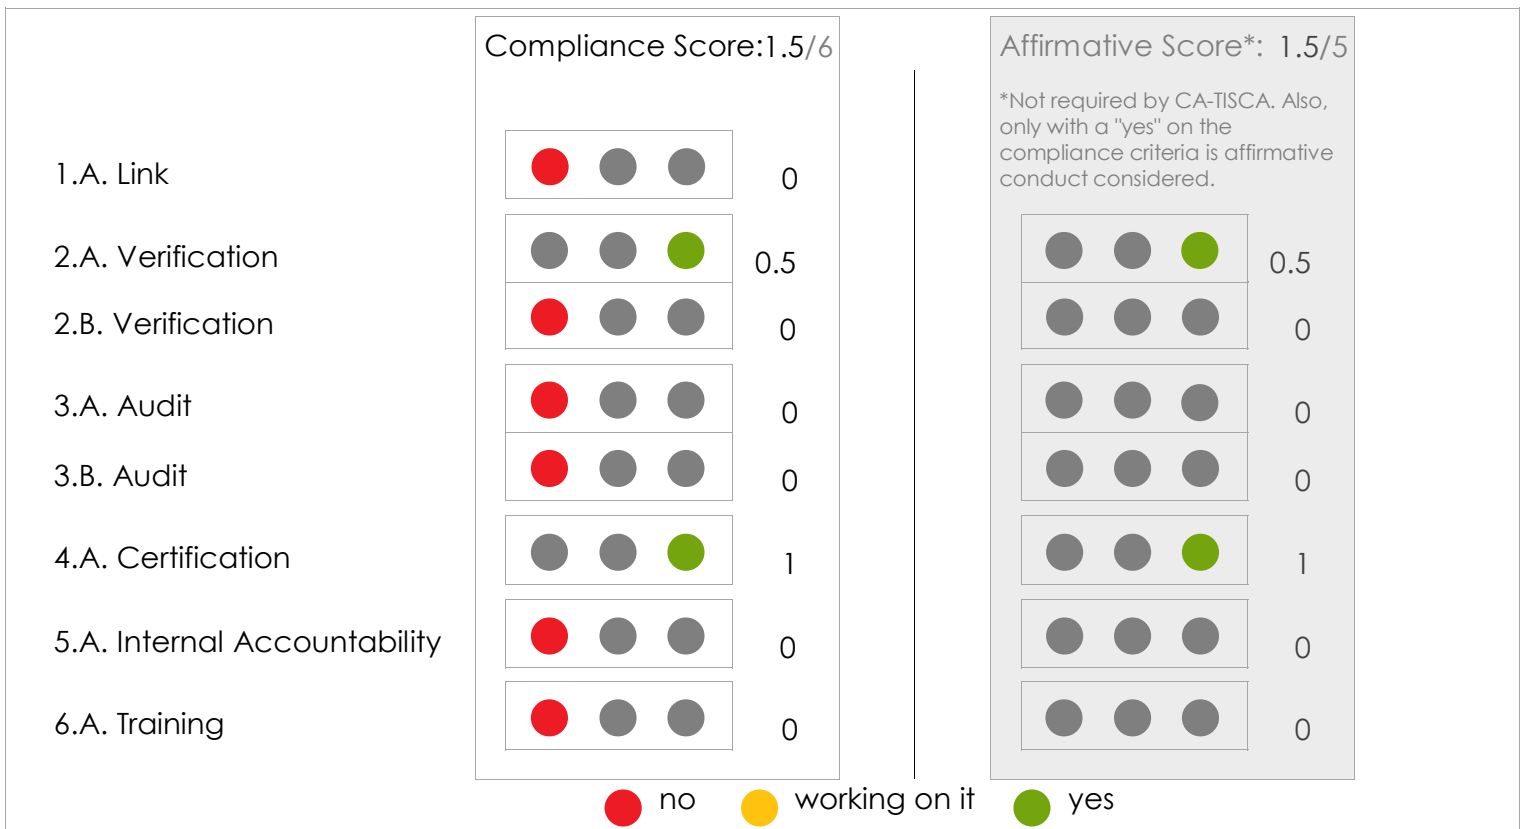 Compliance Score:1.5/6
Affirmative Score*: 1.5/5
*Not required by CA-TISCA. Also,
only with a "yes" on the
compliance criteria is affirmative
conduct considered.
1.A. Link 0
2.A. Verification 0.5 0.5
2.B. Verification 0 0
3.A. Audit 0 0
3.B. Audit 0 0
4.A. Certification 1 1
5.A. Internal Accountability 0 0
6.A. Training 0 0
no working on it yes